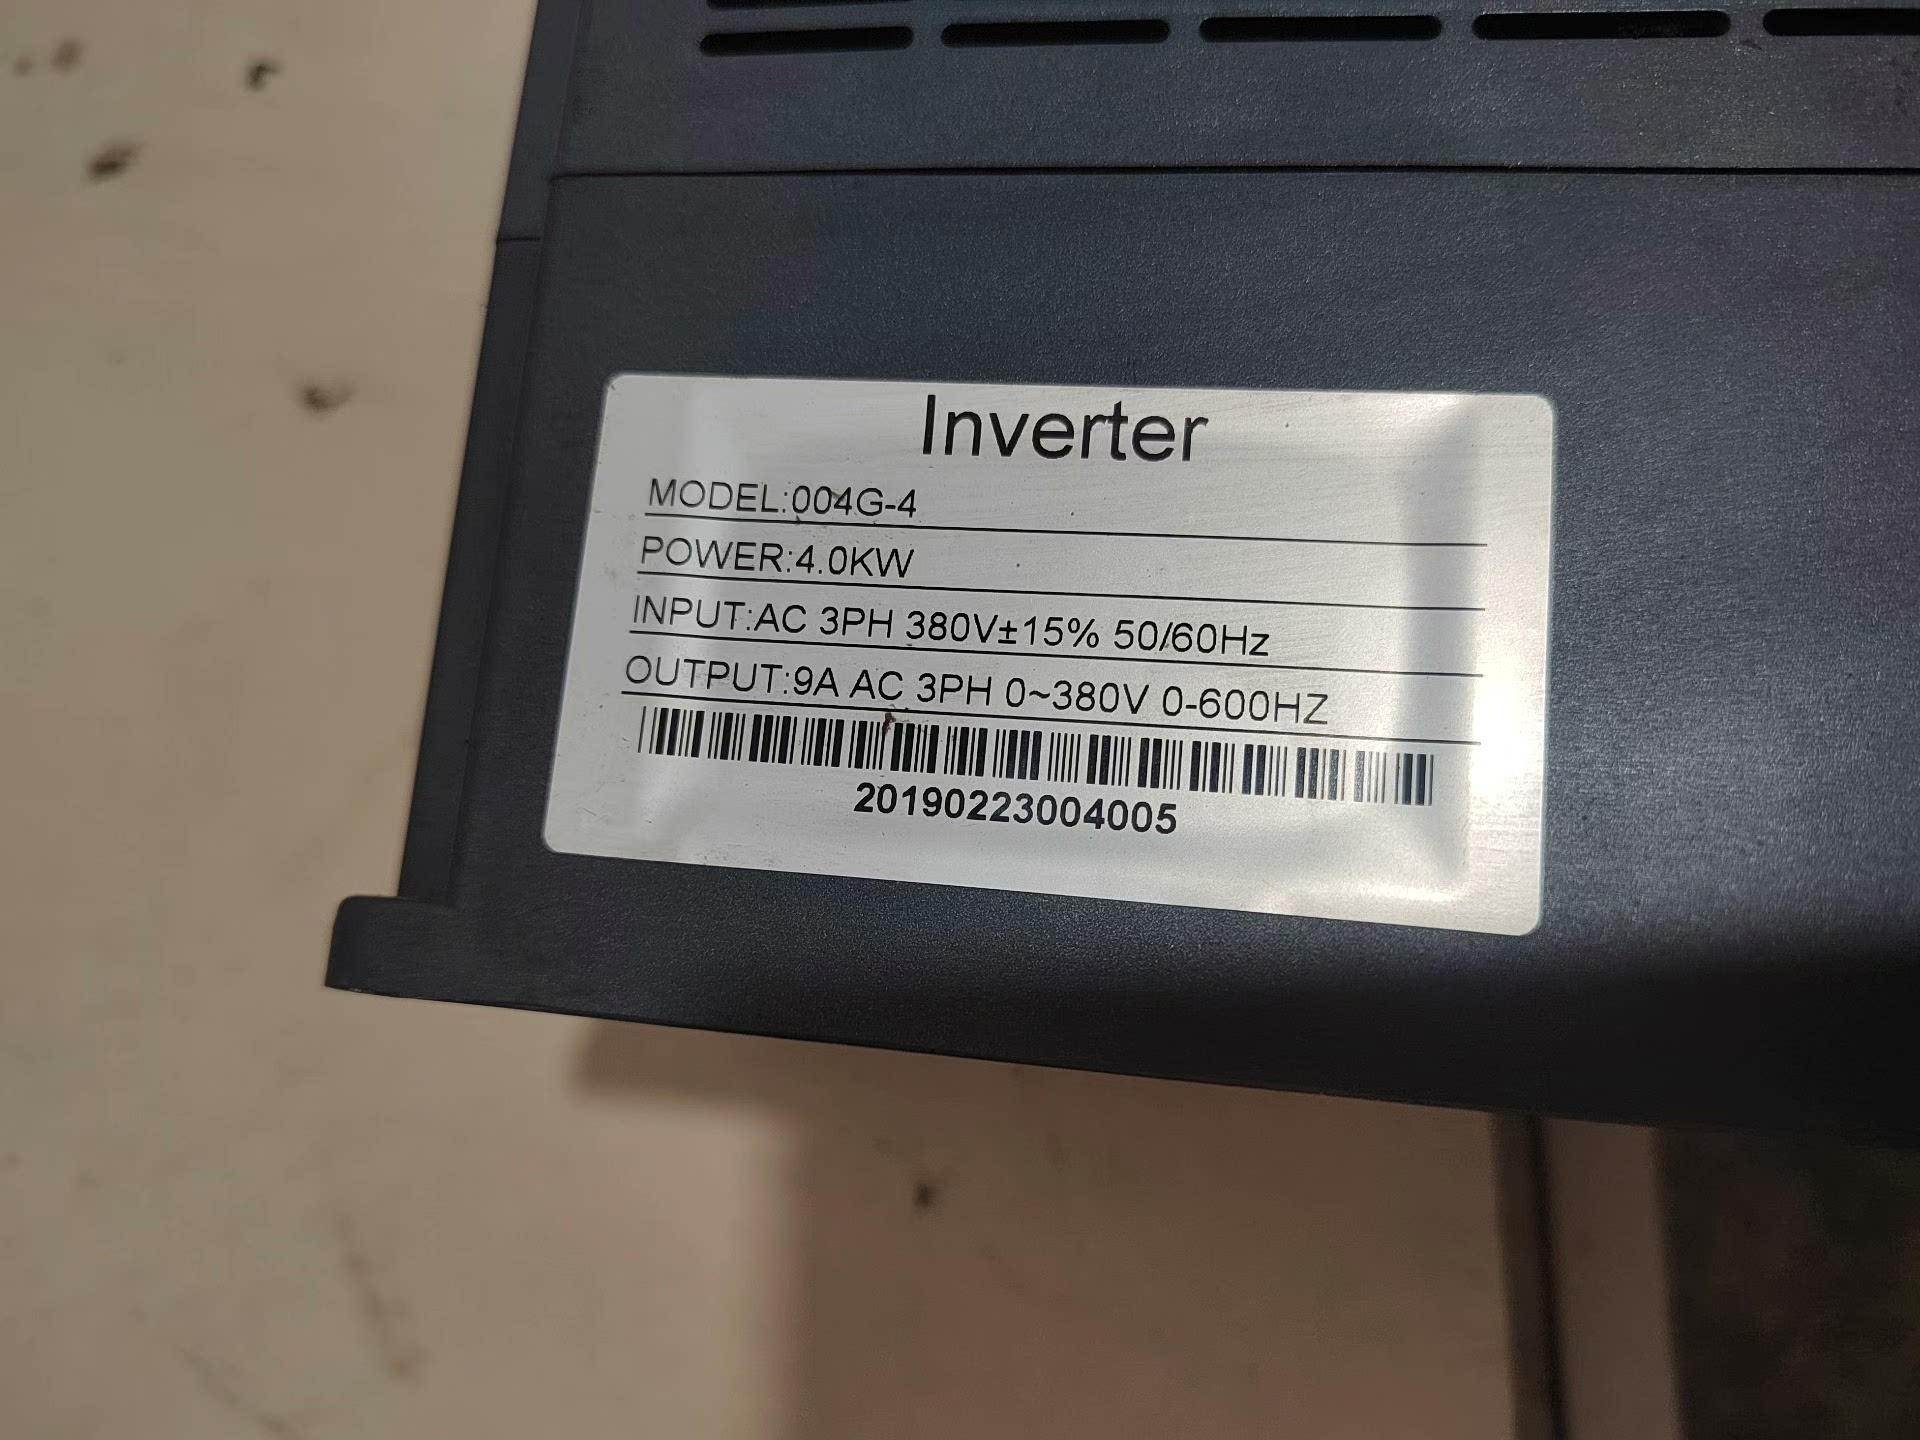 Inverter
MODEL:004G-4
POWER:4.0KW
INPUT:AC 3PH 380V±15% 50/60Hz
OUTPUT:9A AC 3PH 0~380V 0-600HZ
20190223004005